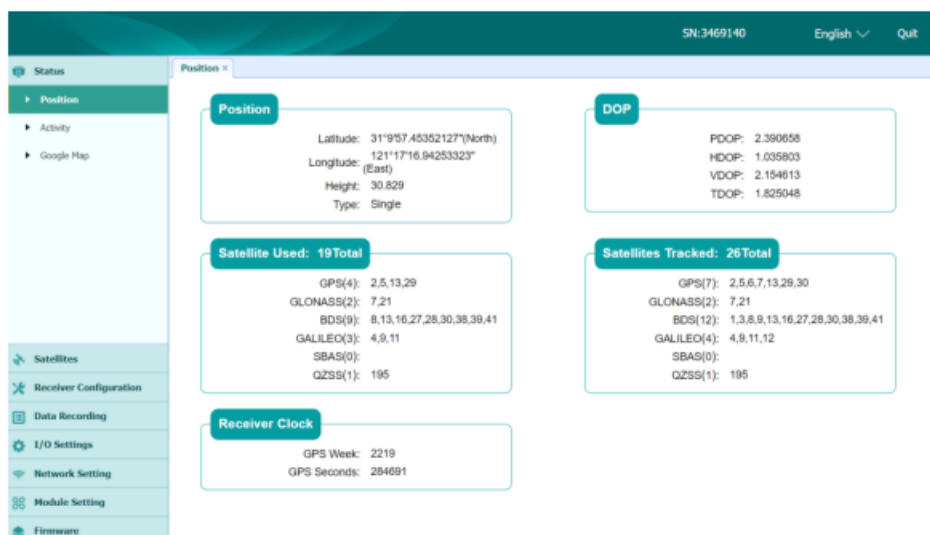 SN:3469140 English Quit
Status
Position
Activity
Google Map
Satellites
Receiver Configuration
Data Recording
I/O Settings
Network Setting
Module Setting
Firmware
Position ×
Position
Latitude: 31°9'57.45352127"(North)
Longitude: 121°17'16.94253323"
(East)
Height: 30.829
Type: Single
DOP
PDOP: 2.390658
HDOP: 1.035803
VDOP: 2.154613
TDOP: 1.825048
Satellite Used: 19Total
GPS(4): 2,5,13,29
GLONASS(2): 7,21
BDS(9): 8,13,16,27,28,30,38,39,41
GALILEO(3): 4,9,11
SBAS(0):
QZSS(1): 195
Satellites Tracked: 26Total
GPS(7): 2,5,6,7,13,29,30
GLONASS(2): 7,21
BDS(12): 1,3,8,9,13,16,27,28,30,38,39,41
GALILEO(4): 4,9,11,12
SBAS(0):
QZSS(1): 195
Receiver Clock
GPS Week: 2219
GPS Seconds: 284691